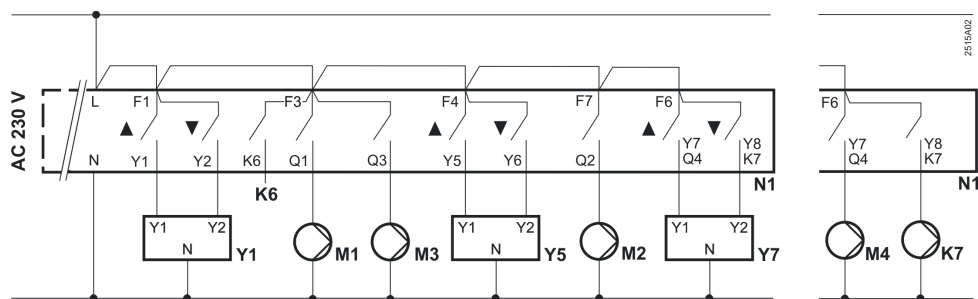 2515A02
AC 230 V
L F1 F3 F4 F7 F6 F6
▲ ▼ ▲ ▼ ▲ ▼
Y7 Y8 Y7 Y8
N Y1 Y2 K6 Q1 Q3 Y5 Y6 Q2 Q4 K7 Q4 K7
K6 N1 N1
Y1 Y2 Y1 Y2 Y1 Y2
N Y1 M1 M3 N Y5 M2 N Y7 M4 K7